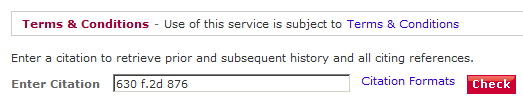 Terms & Conditions - Use of this service is subject to Terms & Conditions
Enter a citation to retrieve prior and subsequent history and all citing references.
Enter Citation 630 f.2d 876 Citation Formats Check